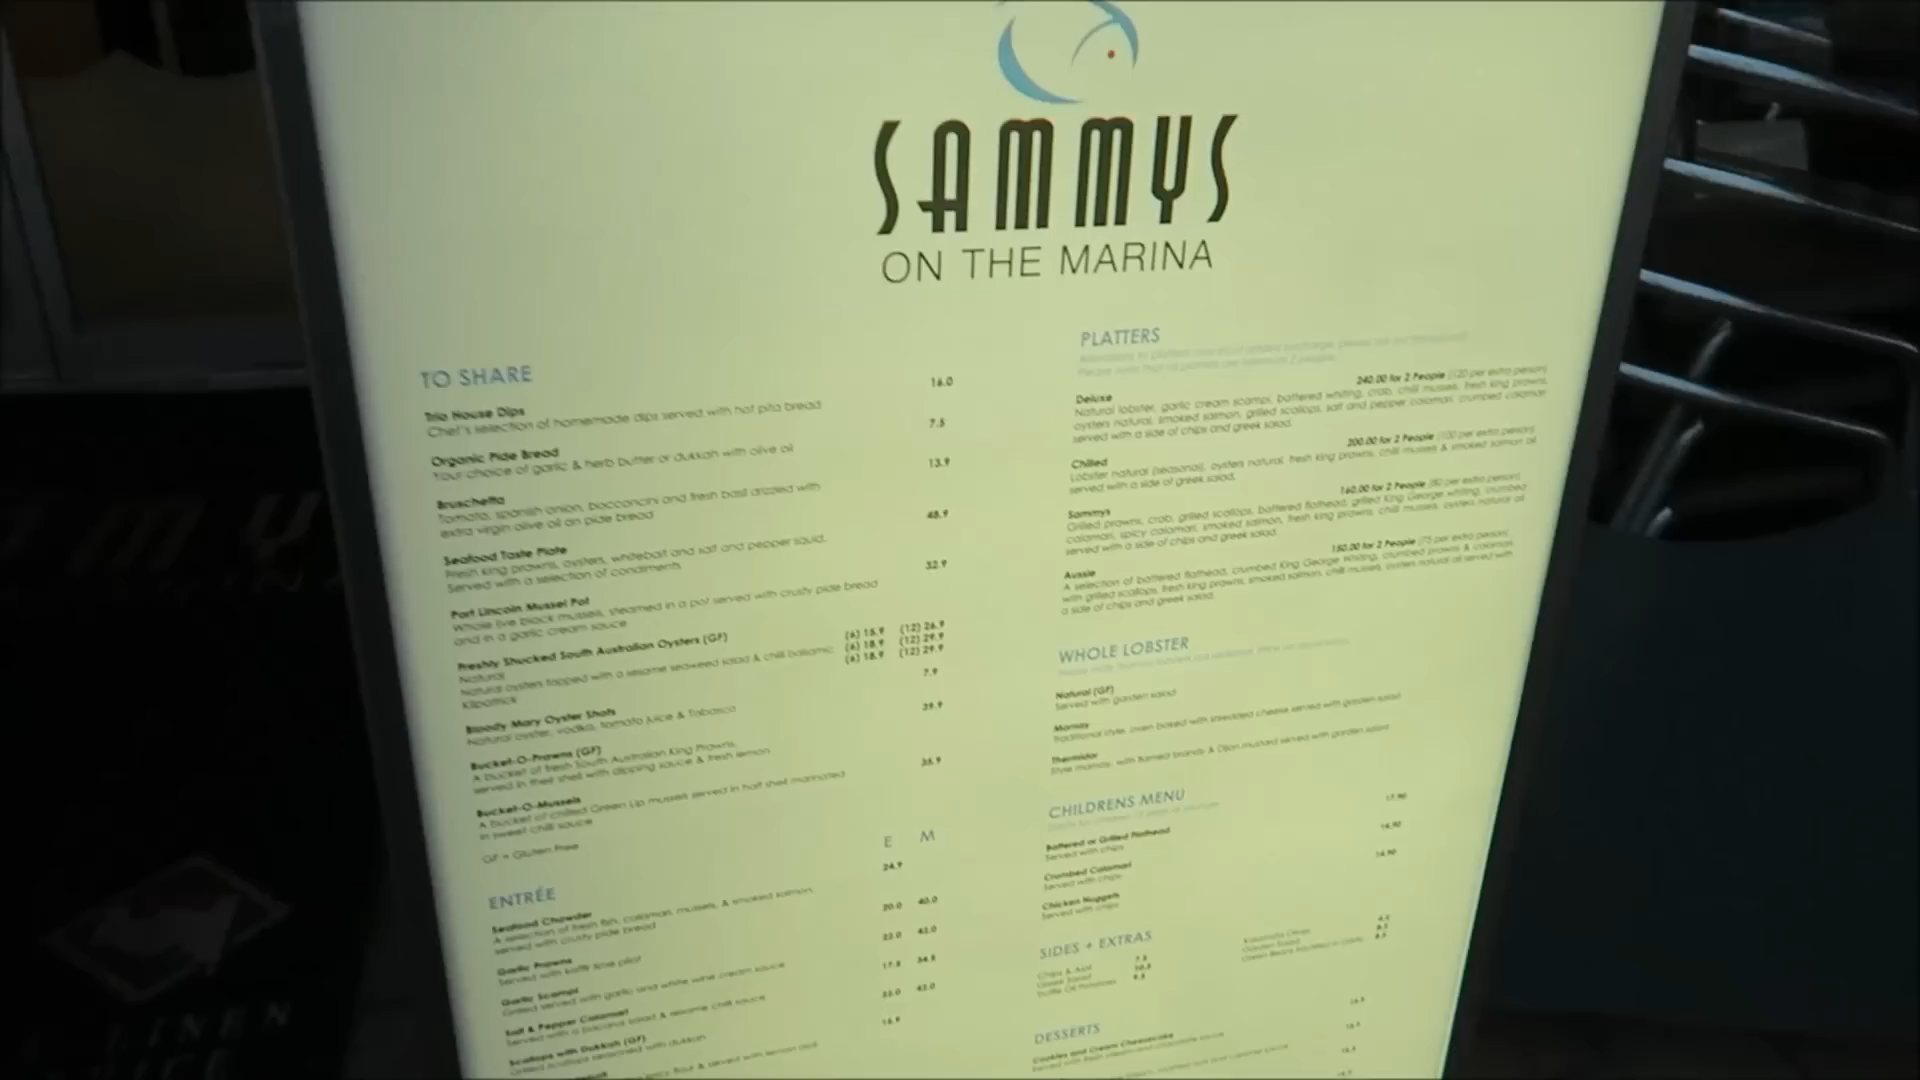 SAMMYS
ON THE MARINA
TO SHARE
Trio House Dips
16.0
Chef's selection of homemade dips served with hot pita bread
Organic Pide Bread
7.5
Your choice of garlic & herb butter or dukkah with olive oil
Bruschetta
13.9
Tomato, spanish onion, bocconcini and fresh basil drizzled with
extra virgin olive oil on pide bread
Seafood Taste Plate
48.9
Fresh king prawns, oysters, whitebait and salt and pepper squid.
Served with a selection of condiments
Port Lincoln Mussel Pot
32.9
Whole live black mussels, steamed in a pot served with crusty pide bread
and in a garlic cream sauce
Freshly Shucked South Australian Oysters (GF)
Natural (6) 15.9 (12) 26.9
Natural oysters topped with a sesame seaweed salad & chilli balsamic (6) 18.9 (12) 29.9
Kilpatrick (6) 18.9 (12) 29.9
Bloody Mary Oyster Shots
7.9
Natural oyster, vodka, tomato juice & Tabasco
Bucket-O-Prawns (GF)
39.9
A bucket of fresh South Australian King Prawns,
served in their shell with dipping sauce & fresh lemon
Bucket-O-Mussels
35.9
A bucket of chilled Green Lip mussels served in half shell marinated
in sweet chilli sauce
GF = Gluten Free
E M
ENTRÉE
Seafood Chowder
24.9
A selection of fresh fish, calamari, mussels, & smoked salmon,
served with crusty pide bread
Garlic Prawns
20.0 40.0
Served with kaffir lime pilaf
Garlic Scampi
Grilled served with garlic and white wine cream sauce
Salt & Pepper Calamari
Served with a coconut salad & sesame chilli sauce
Scallops with Dukkah (GF)
Grilled scallops seasoned with dukkah
PLATTERS
Deluxe
240.00 for 2 People (120 per extra person)
Natural lobster, garlic cream scampi, battered whiting, crab, chilli mussels, fresh king prawns,
oysters natural, smoked salmon, grilled scallops, salt and pepper calamari, crumbed calamari
served with a side of chips and greek salad.
Chilled
200.00 for 2 People (100 per extra person)
Lobster natural (seasonal), oysters natural, fresh king prawns, chilli mussels & smoked salmon all
served with a side of greek salad.
Sammys
160.00 for 2 People (80 per extra person)
Grilled prawns, crab, grilled scallops, battered flathead, grilled King George whiting, crumbed
calamari, spicy calamari, smoked salmon, fresh king prawns, chilli mussels, oysters natural all
served with a side of chips and greek salad.
Aussie
150.00 for 2 People (75 per extra person)
A selection of battered flathead, crumbed King George Whiting, crumbed prawns & calamari
with grilled scallops, fresh king prawns, smoked salmon, chilli mussels, oysters natural all served with
a side of chips and greek salad.
WHOLE LOBSTER
Natural (GF)
Served with garden salad
Mornay
Traditional style, oven baked with shredded cheese served with garden salad
Thermidor
Style mornay, with flamed brandy & Dijon mustard served with garden salad
CHILDRENS MENU
Battered or Grilled Flathead
17.90
Served with chips
Crumbed Calamari
Served with chips
Chicken Nuggets
Served with chips
SIDES + EXTRAS
Chips & Aioli
Greek Salad
Truffle Oil Potatoes
Garden Salad
DESSERTS
Cookies and Cream Cheesecake